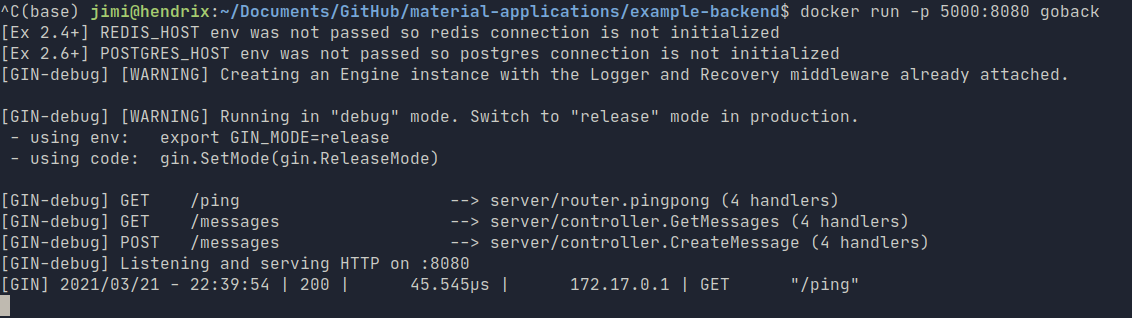 ^C(base) jimi@hendrix:~/Documents/GitHub/material-applications/example-backend$ docker run -p 5000:8080 goback
[Ex 2.4+] REDIS_HOST env was not passed so redis connection is not initialized
[Ex 2.6+] POSTGRES_HOST env was not passed so postgres connection is not initialized
[GIN-debug] [WARNING] Creating an Engine instance with the Logger and Recovery middleware already attached.

[GIN-debug] [WARNING] Running in "debug" mode. Switch to "release" mode in production.
 - using env:   export GIN_MODE=release
 - using code:  gin.SetMode(gin.ReleaseMode)

[GIN-debug] GET    /ping                     --> server/router.pingpong (4 handlers)
[GIN-debug] GET    /messages                 --> server/controller.GetMessages (4 handlers)
[GIN-debug] POST   /messages                 --> server/controller.CreateMessage (4 handlers)
[GIN-debug] Listening and serving HTTP on :8080
[GIN] 2021/03/21 - 22:39:54 | 200 |      45.545µs |      172.17.0.1 | GET      "/ping"